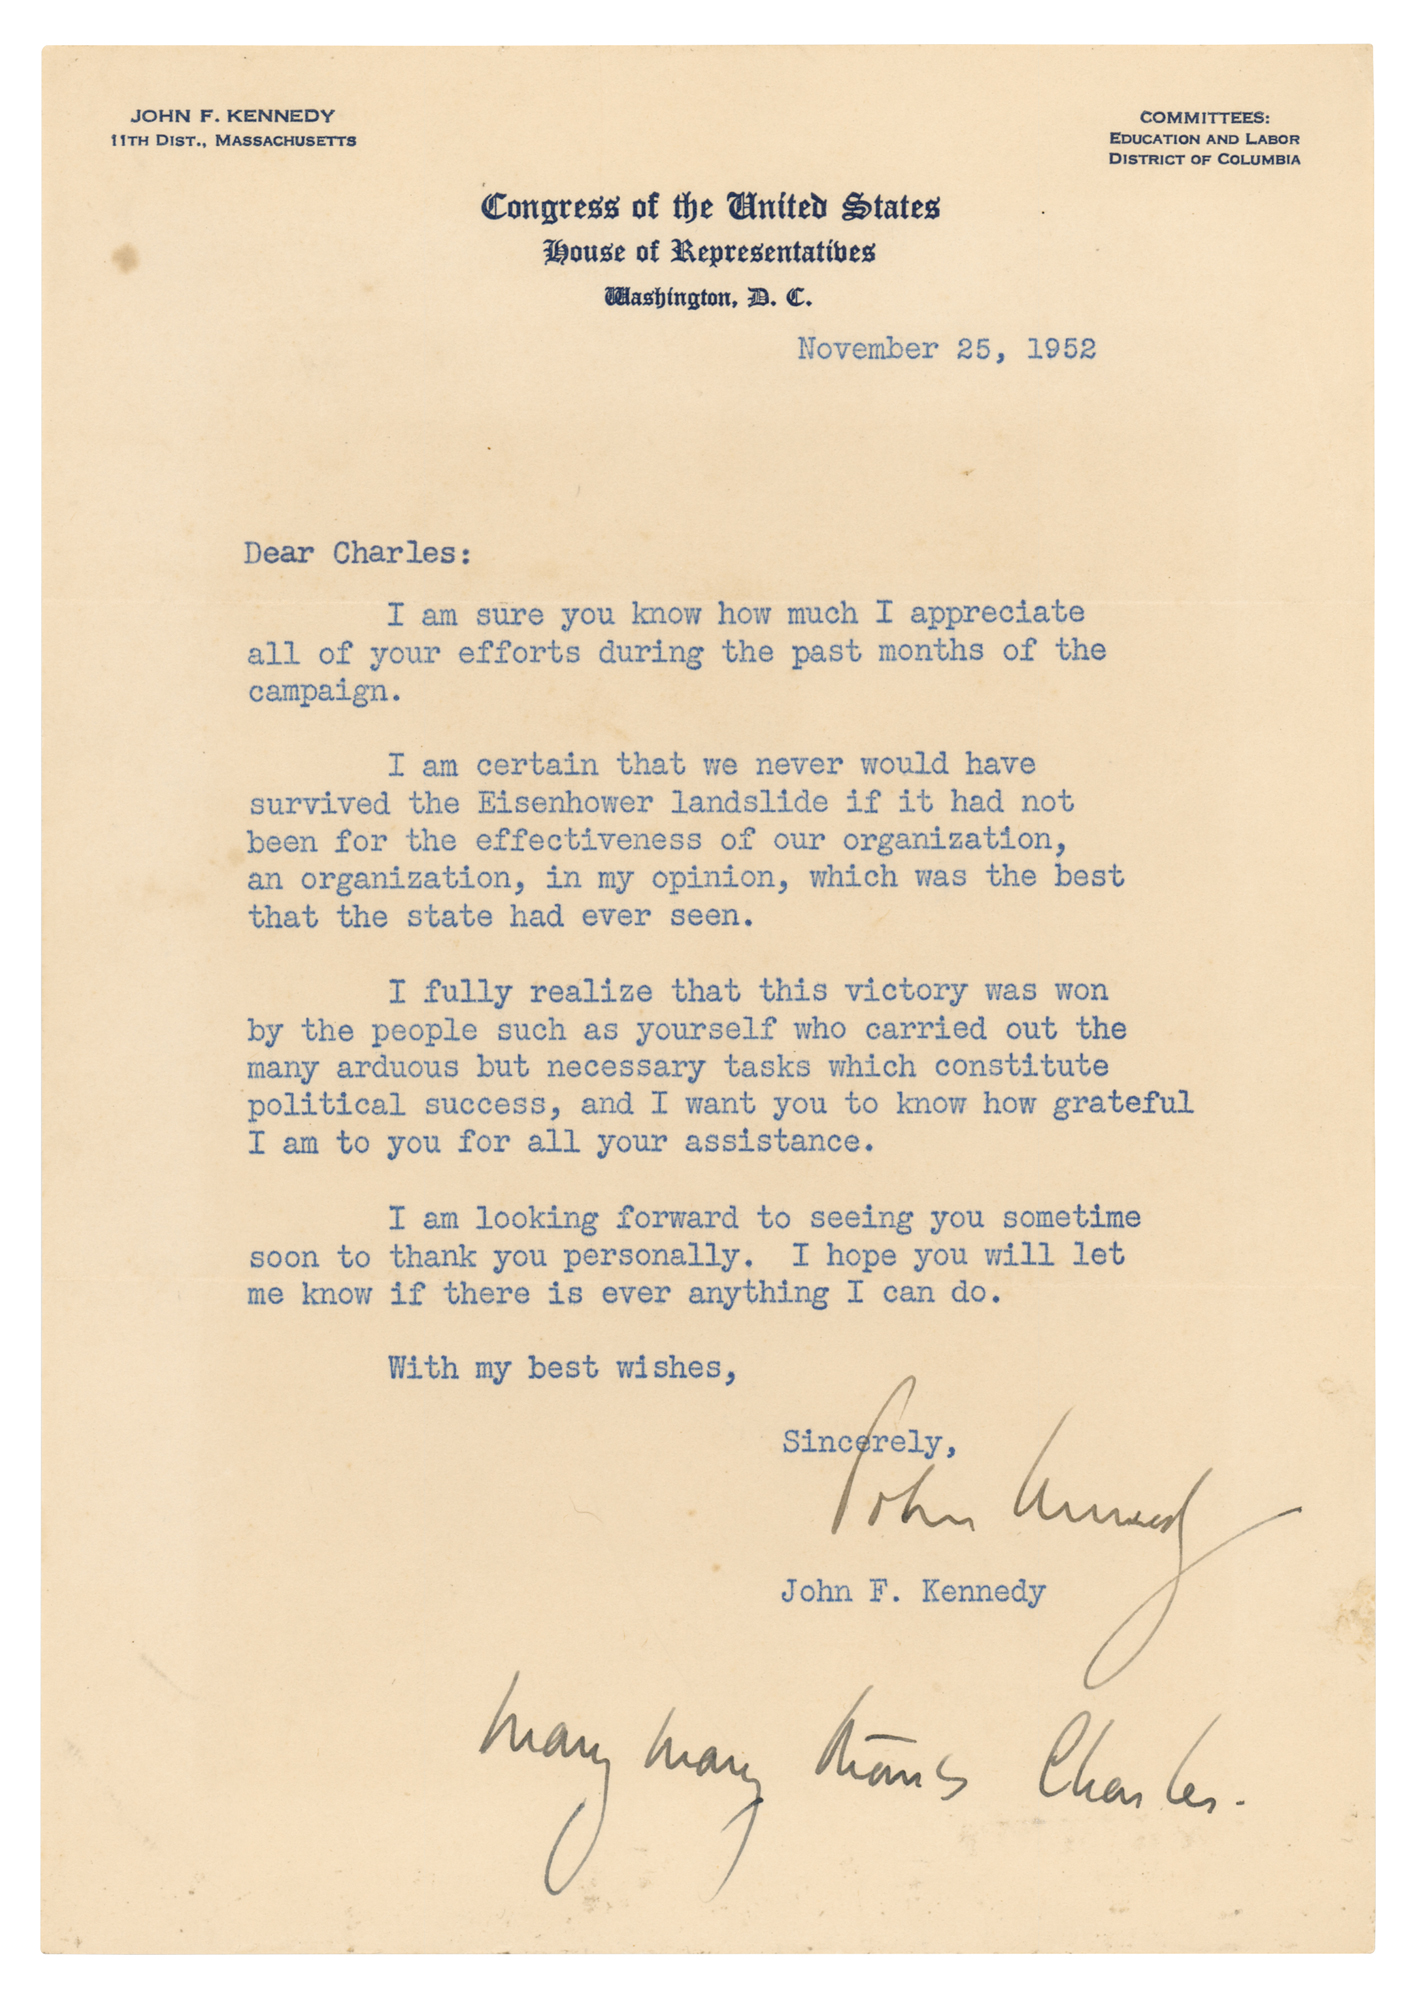 JOHN F. KENNEDY
11TH DIST., MASSACHUSETTS
COMMITTEES:
EDUCATION AND LABOR
DISTRICT OF COLUMBIA
Congress of the United States
House of Representatives
Washington, D. C.
November 25, 1952
Dear Charles:
I am sure you know how much I appreciate
all of your efforts during the past months of the
campaign.
I am certain that we never would have
survived the Eisenhower landslide if it had not
been for the effectiveness of our organization,
an organization, in my opinion, which was the best
that the state had ever seen.
I fully realize that this victory was won
by the people such as yourself who carried out the
many arduous but necessary tasks which constitute
political success, and I want you to know how grateful
I am to you for all your assistance.
I am looking forward to seeing you sometime
soon to thank you personally.  I hope you will let
me know if there is ever anything I can do.
With my best wishes,
Sincerely,
John Kennedy
John F. Kennedy
Many many thanks Charles.